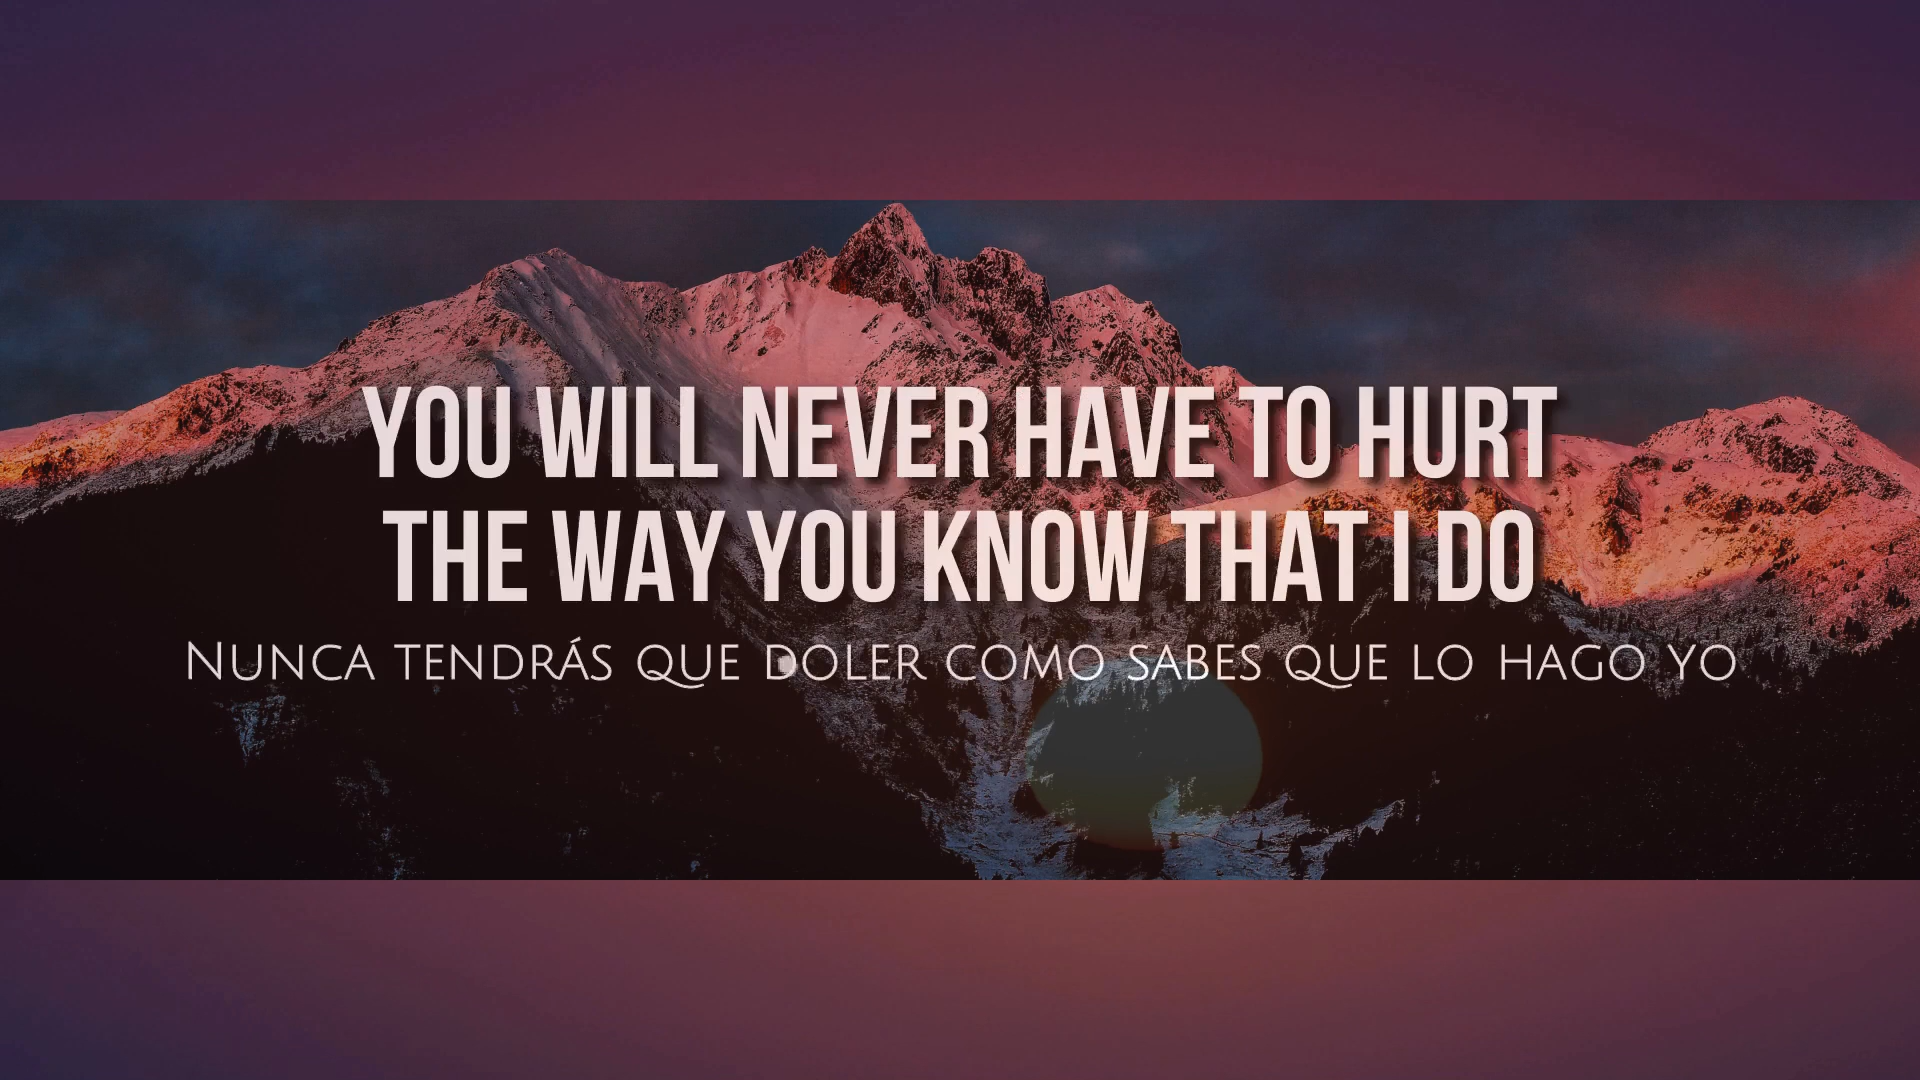 YOU WILL NEVER HAVE TO HURT
THE WAY YOU KNOW THAT I DO
NUNCA TENDRÁS QUE DOLER COMO SABES QUE LO HAGO YO